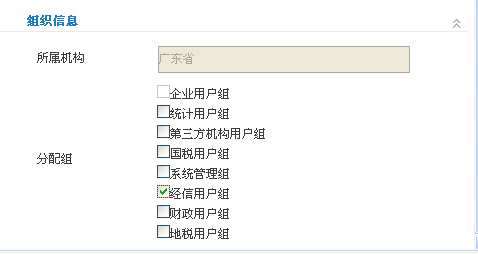 组织信息
所属机构
广东省
企业用户组
统计用户组
第三方机构用户组
国税用户组
分配组
系统管理组
经信用户组
财政用户组
地税用户组